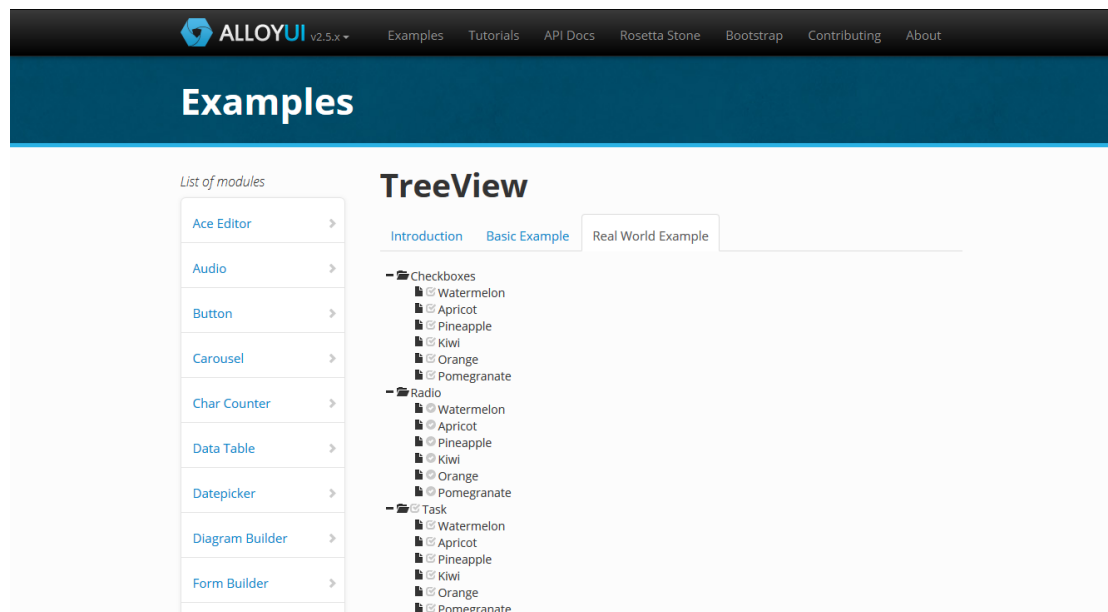 ALLOYUI v2.5.x Examples Tutorials API Docs Rosetta Stone Bootstrap Contributing About
Examples
List of modules
Ace Editor
Audio
Button
Carousel
Char Counter
Data Table
Datepicker
Diagram Builder
Form Builder
TreeView
Introduction Basic Example Real World Example
Checkboxes
Watermelon
Apricot
Pineapple
Kiwi
Orange
Pomegranate
Radio
Watermelon
Apricot
Pineapple
Kiwi
Orange
Pomegranate
Task
Watermelon
Apricot
Pineapple
Kiwi
Orange
Pomegranate